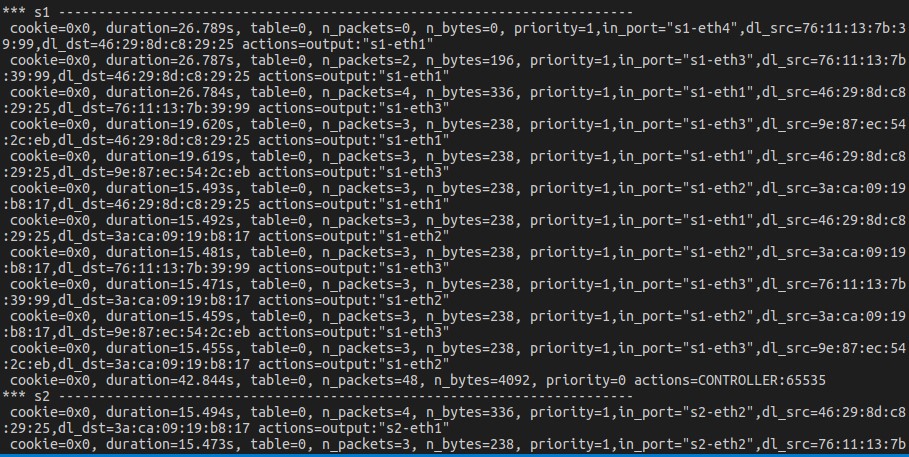 *** s1 ------------------------------------------------------------------------
 cookie=0x0, duration=26.789s, table=0, n_packets=0, n_bytes=0, priority=1,in_port="s1-eth4",dl_src=76:11:13:7b:3
9:99,dl_dst=46:29:8d:c8:29:25 actions=output:"s1-eth1"
 cookie=0x0, duration=26.787s, table=0, n_packets=2, n_bytes=196, priority=1,in_port="s1-eth3",dl_src=76:11:13:7b
:39:99,dl_dst=46:29:8d:c8:29:25 actions=output:"s1-eth1"
 cookie=0x0, duration=26.784s, table=0, n_packets=4, n_bytes=336, priority=1,in_port="s1-eth1",dl_src=46:29:8d:c8
:29:25,dl_dst=76:11:13:7b:39:99 actions=output:"s1-eth3"
 cookie=0x0, duration=19.620s, table=0, n_packets=3, n_bytes=238, priority=1,in_port="s1-eth3",dl_src=9e:87:ec:54
:2c:eb,dl_dst=46:29:8d:c8:29:25 actions=output:"s1-eth1"
 cookie=0x0, duration=19.619s, table=0, n_packets=3, n_bytes=238, priority=1,in_port="s1-eth1",dl_src=46:29:8d:c8
:29:25,dl_dst=9e:87:ec:54:2c:eb actions=output:"s1-eth3"
 cookie=0x0, duration=15.493s, table=0, n_packets=3, n_bytes=238, priority=1,in_port="s1-eth2",dl_src=3a:ca:09:19
:b8:17,dl_dst=46:29:8d:c8:29:25 actions=output:"s1-eth1"
 cookie=0x0, duration=15.492s, table=0, n_packets=3, n_bytes=238, priority=1,in_port="s1-eth1",dl_src=46:29:8d:c8
:29:25,dl_dst=3a:ca:09:19:b8:17 actions=output:"s1-eth2"
 cookie=0x0, duration=15.481s, table=0, n_packets=3, n_bytes=238, priority=1,in_port="s1-eth2",dl_src=3a:ca:09:19
:b8:17,dl_dst=76:11:13:7b:39:99 actions=output:"s1-eth3"
 cookie=0x0, duration=15.471s, table=0, n_packets=3, n_bytes=238, priority=1,in_port="s1-eth3",dl_src=76:11:13:7b
:39:99,dl_dst=3a:ca:09:19:b8:17 actions=output:"s1-eth2"
 cookie=0x0, duration=15.459s, table=0, n_packets=3, n_bytes=238, priority=1,in_port="s1-eth2",dl_src=3a:ca:09:19
:b8:17,dl_dst=9e:87:ec:54:2c:eb actions=output:"s1-eth3"
 cookie=0x0, duration=15.455s, table=0, n_packets=3, n_bytes=238, priority=1,in_port="s1-eth3",dl_src=9e:87:ec:54
:2c:eb,dl_dst=3a:ca:09:19:b8:17 actions=output:"s1-eth2"
 cookie=0x0, duration=42.844s, table=0, n_packets=48, n_bytes=4092, priority=0 actions=CONTROLLER:65535
*** s2 ------------------------------------------------------------------------
 cookie=0x0, duration=15.494s, table=0, n_packets=4, n_bytes=336, priority=1,in_port="s2-eth2",dl_src=46:29:8d:c8
:29:25,dl_dst=3a:ca:09:19:b8:17 actions=output:"s2-eth1"
 cookie=0x0, duration=15.473s, table=0, n_packets=3, n_bytes=238, priority=1,in_port="s2-eth2",dl_src=76:11:13:7b